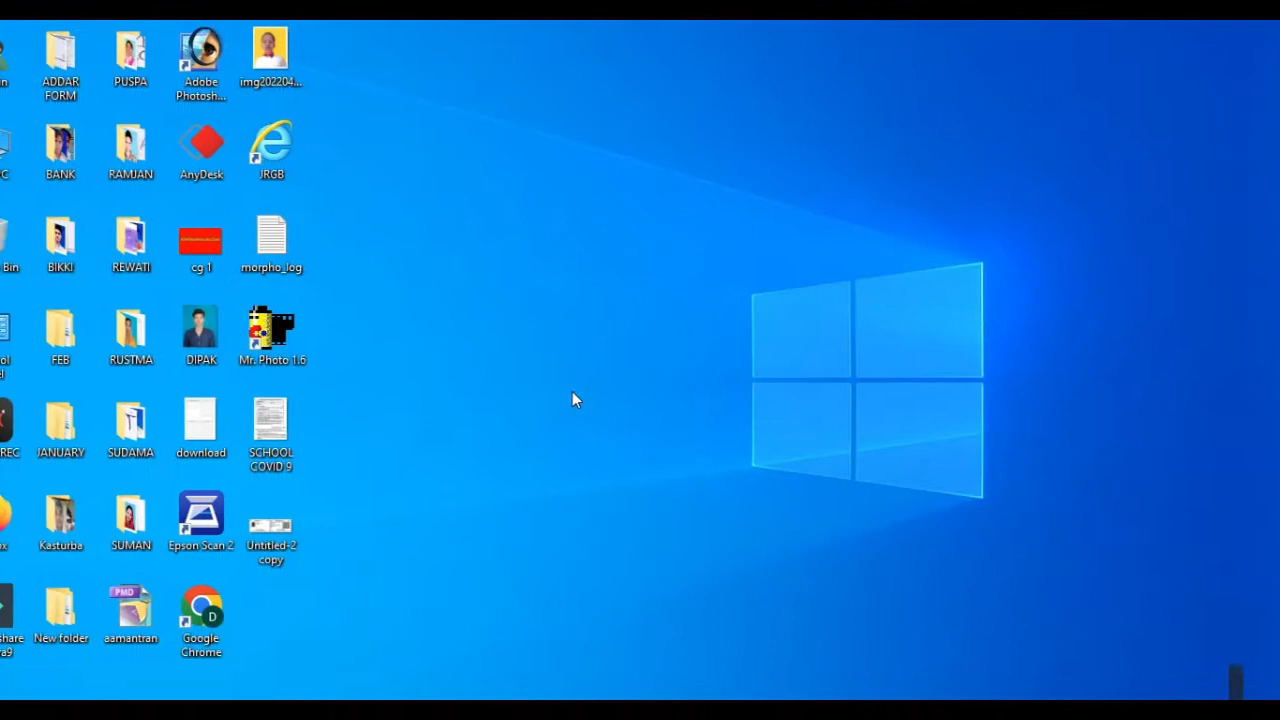 ADDAR
FORM
PUSPA
Adobe
Photosh...
img202204...
BANK
RAMJAN
AnyDesk
JRGB
Bin
BIKKI
REWATI
cg 1
morpho_log
FEB
RUSTMA
DIPAK
Mr. Photo 1.6
REC
JANUARY
SUDAMA
download
SCHOOL
COVID 9
Kasturba
SUMAN
Epson Scan 2
Untitled-2
copy
share
New folder
PMD
aamantran
D
Google
Chrome